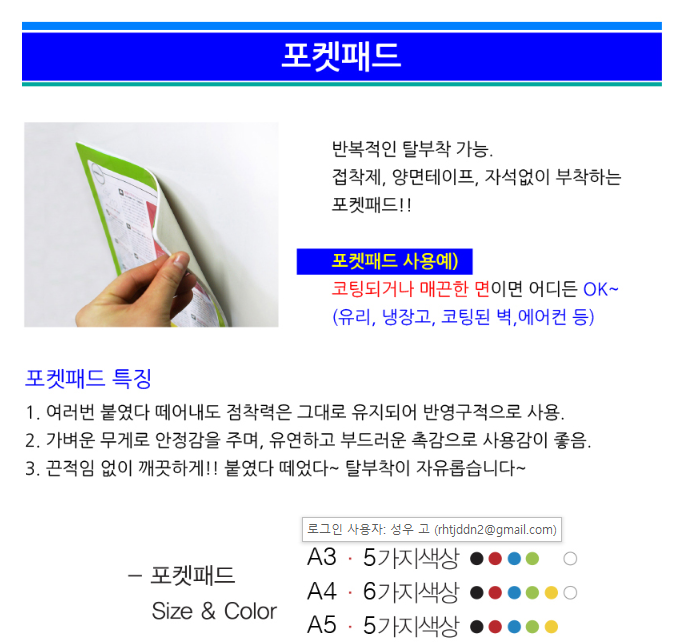 포켓패드
반복적인 탈부착 가능.
접착제, 양면테이프, 자석없이 부착하는
포켓패드!!
포켓패드 사용예)
코팅되거나 매끈한 면이면 어디든 OK~
(유리, 냉장고, 코팅된 벽,에어컨 등)
포켓패드 특징
1. 여러번 붙였다 떼어내도 점착력은 그대로 유지되어 반영구적으로 사용.
2. 가벼운 무게로 안정감을 주며, 유연하고 부드러운 촉감으로 사용감이 좋음.
3. 끈적임 없이 깨끗하게!! 붙였다 떼었다~ 탈부착이 자유롭습니다~
로그인 사용자: 성우 고 (rhtjddn2@gmail.com)
– 포켓패드
Size & Color
A3 · 5가지색상
A4 · 6가지색상
A5 · 5가지색상